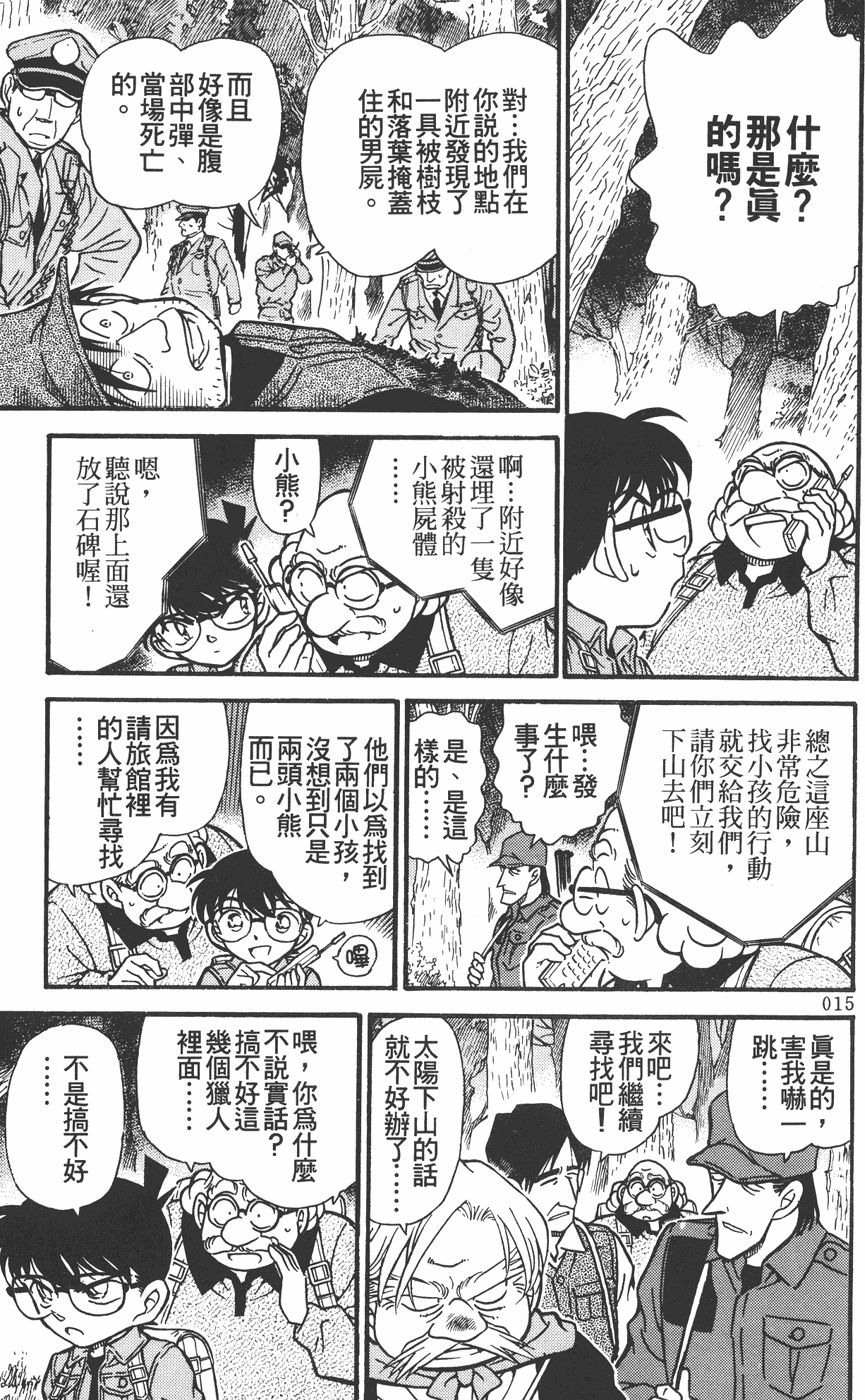 什麼？
那是眞
的嗎？
對…我們在
你說的地點
附近發現了
一具被樹枝
和落葉掩蓋
住的男屍。
而且
好像是腹
部中彈、
當場死亡
的。
啊…附近好像
還埋了一隻
被射殺的
小熊屍體
……
小熊？
嗯，
聽說那上面還
放了石碑喔！
總之這座山
非常危險，
找小孩的行動
就交給我們，
請你們立刻
下山去吧！
喂…發
生什麼
事了？
是、是這
樣的……
他們以爲找到
了兩個小孩，
沒想到只是
兩頭小熊
而已。
嗶
因爲我有
請旅館裡
的人幫忙尋找
……
015
眞是的，
害我嚇一
跳……
來吧…
我們繼續
尋找吧！
太陽下山的話
就不好辦了……
喂，你爲什麼
不說實話？
搞不好這
幾個獵人
裡面……
不是搞不好
……